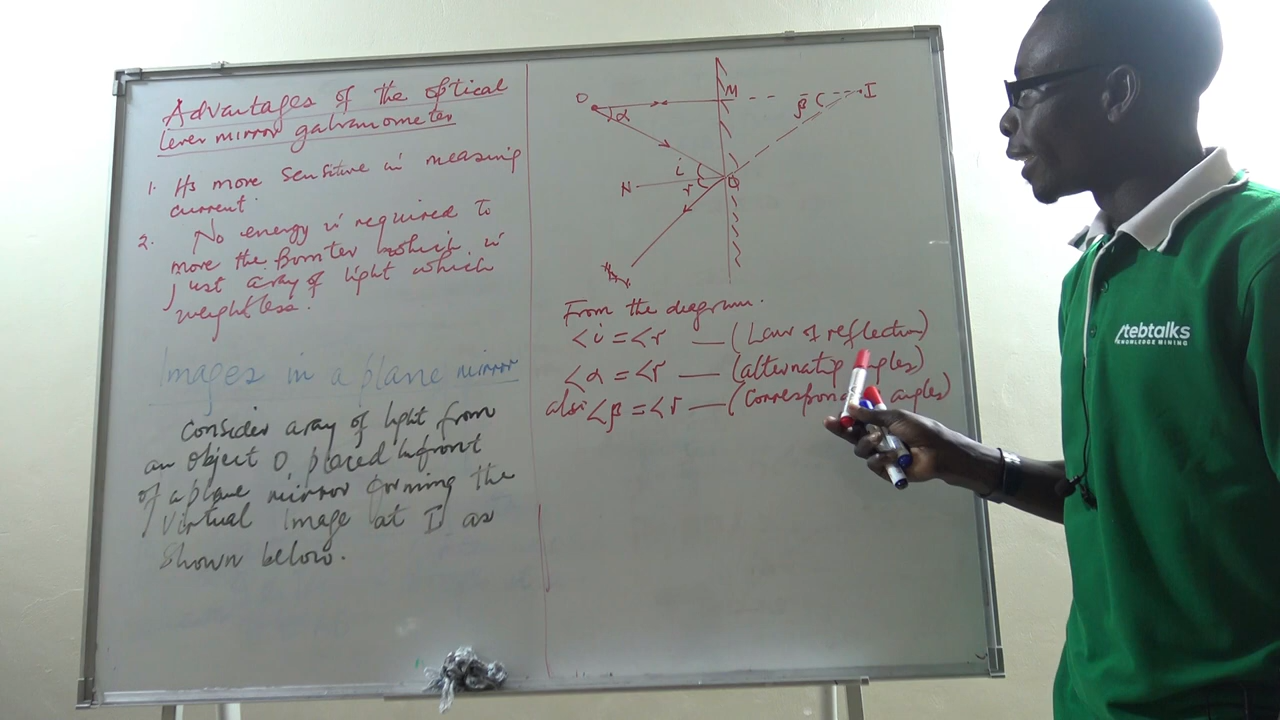 Advantages of the optical
lever mirror galvanometer
1. Its more sensitive in measing
current.
2. No energy is required to
move the Pointer which is
just aray of light which
weightless.
Images in a plane mirror
Consider aray of light from
an object O, placed infront
of a plane mirror forming the
Virtual Image at I as
shown below.
O α M β I
i
N r Q
From the diagram.
<i = <r — (Law of reflection)
<α = <r — (alternating angles)
also <β = <r — (Corresponding angles)
tebtalks
KNOWLEDGE MINING